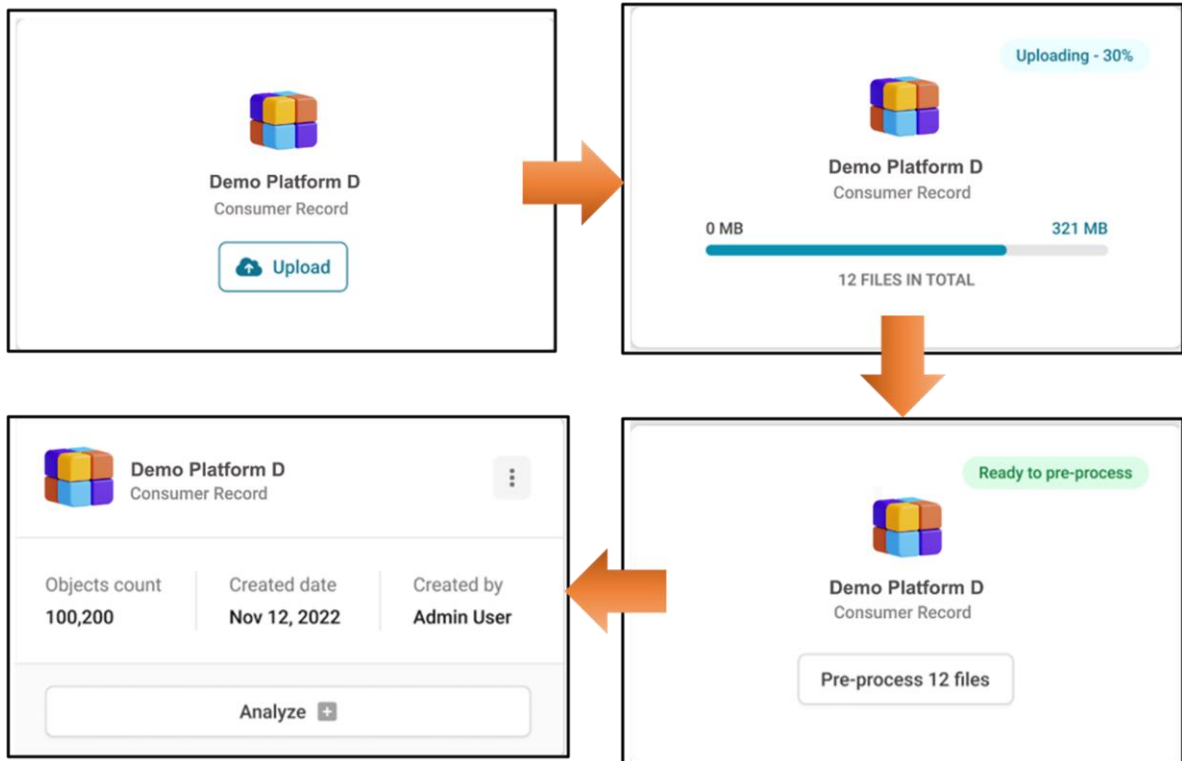 Demo Platform D
Consumer Record
Upload
Uploading - 30%
Demo Platform D
Consumer Record
0 MB 321 MB
12 FILES IN TOTAL
Ready to pre-process
Demo Platform D
Consumer Record
Pre-process 12 files
Demo Platform D
Consumer Record
Objects count Created date Created by
100,200 Nov 12, 2022 Admin User
Analyze